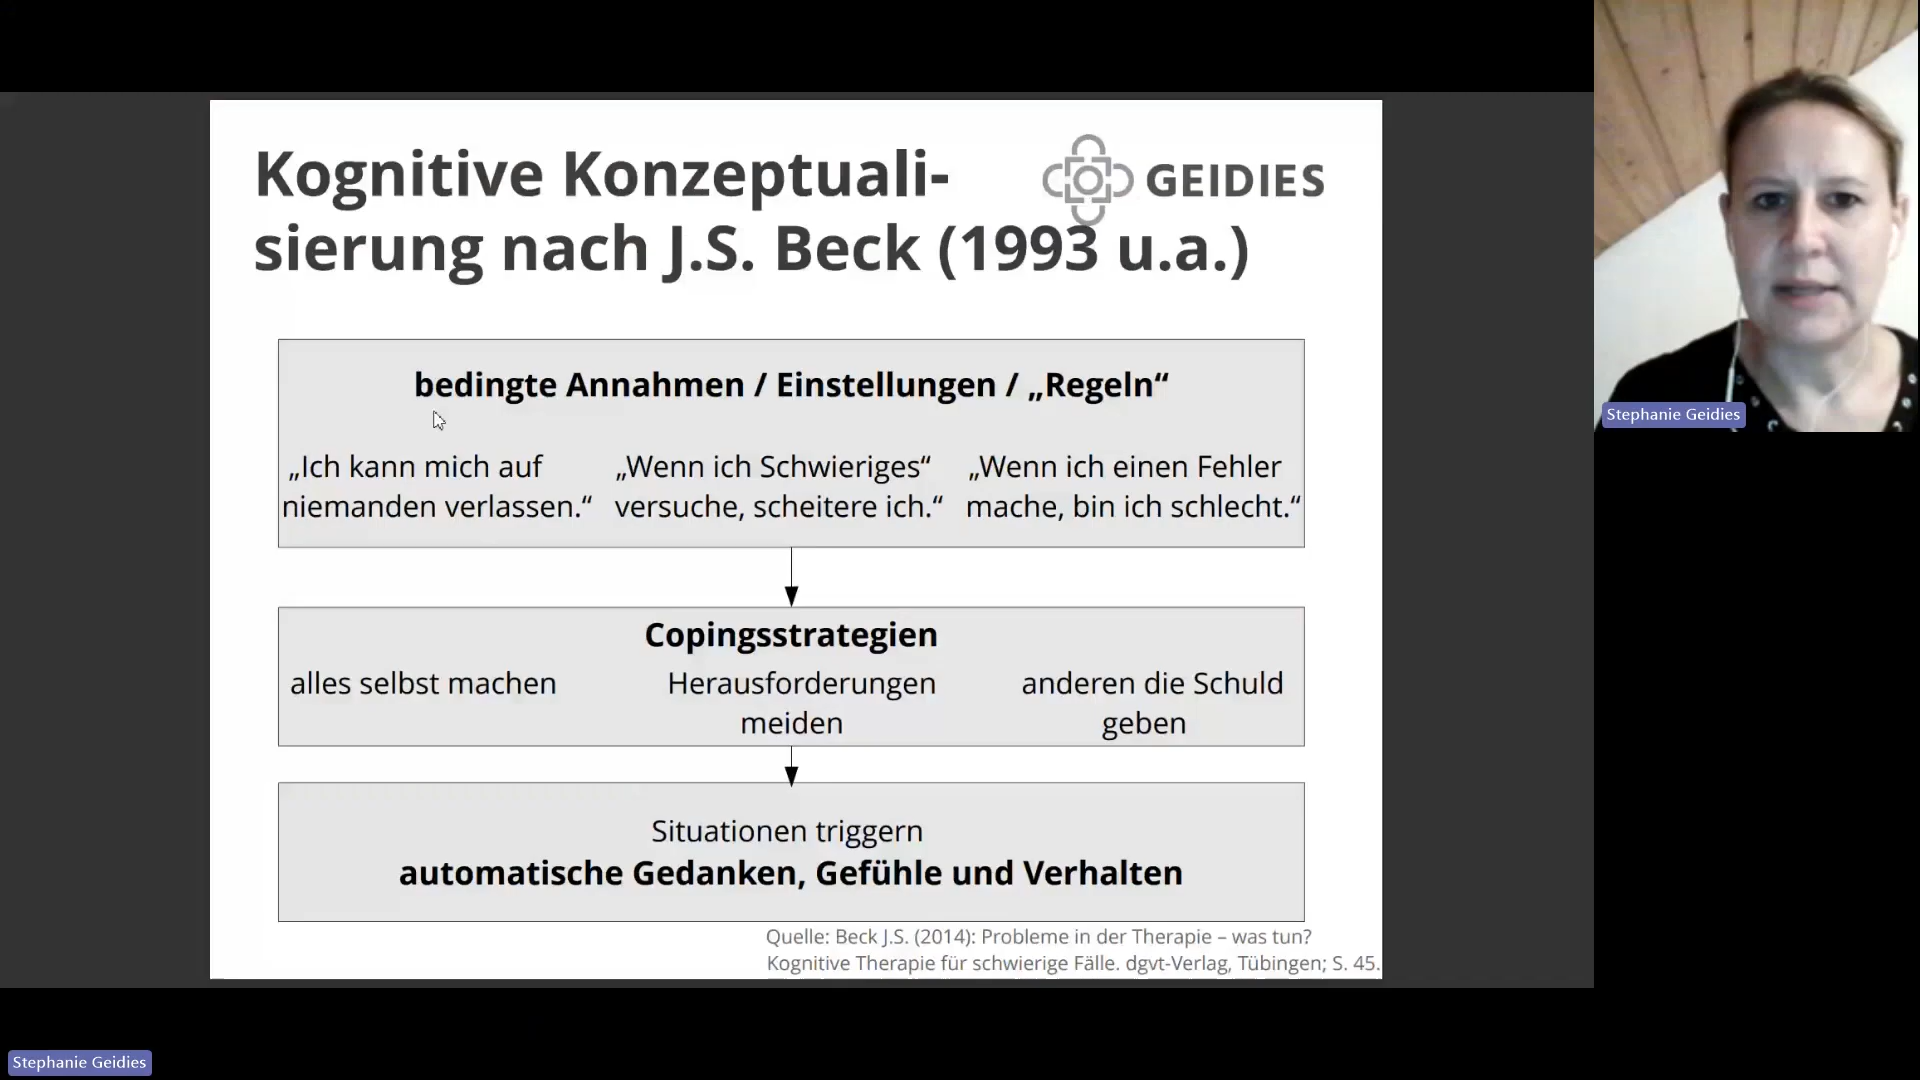 Kognitive Konzeptuali-
GEIDIES
sierung nach J.S. Beck (1993 u.a.)
bedingte Annahmen / Einstellungen / „Regeln“
„Ich kann mich auf
niemanden verlassen.“
„Wenn ich Schwieriges“
versuche, scheitere ich.“
„Wenn ich einen Fehler
mache, bin ich schlecht.“
Copingsstrategien
alles selbst machen
Herausforderungen
meiden
anderen die Schuld
geben
Situationen triggern
automatische Gedanken, Gefühle und Verhalten
Quelle: Beck J.S. (2014): Probleme in der Therapie – was tun?
Kognitive Therapie für schwierige Fälle. dgvt-Verlag, Tübingen; S. 45.
Stephanie Geidies
Stephanie Geidies